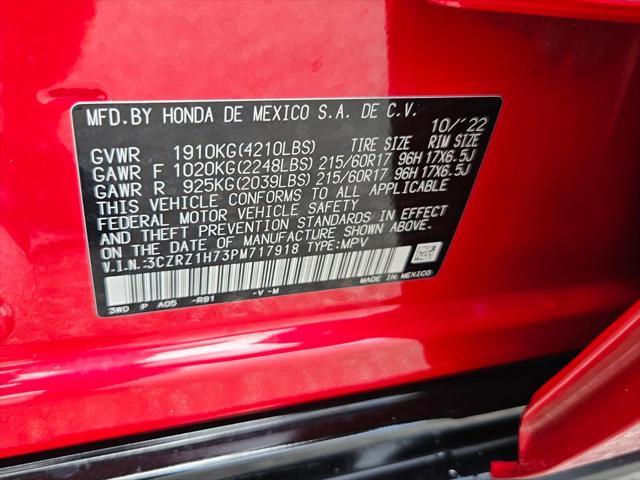 MFD.BY HONDA DE MEXICO S.A. DE C.V.
10/´22
GVWR 1910KG(4210LBS) TIRE SIZE RIM SIZE
GAWR F 1020KG(2248LBS) 215/60R17 96H 17X6.5J
GAWR R 925KG(2039LBS) 215/60R17 96H 17X6.5J
THIS VEHICLE CONFORMS TO ALL APPLICABLE
FEDERAL MOTOR VEHICLE SAFETY
AND THEFT PREVENTION STANDARDS IN EFFECT
ON THE DATE OF MANUFACTURE SHOWN ABOVE.
V.I.N.:3CZRZ1H73PM717918 TYPE:MPV
MADE IN MEXICO
3W0 P A05 -R81 -V -M